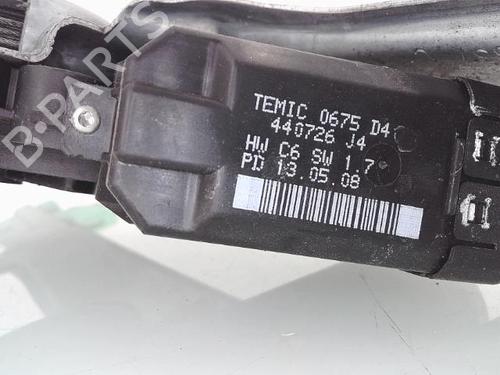 B-PARTS
TEMIC 0675 D4
440726 J4
HW C6 SW 1.7
PD 13.05.08